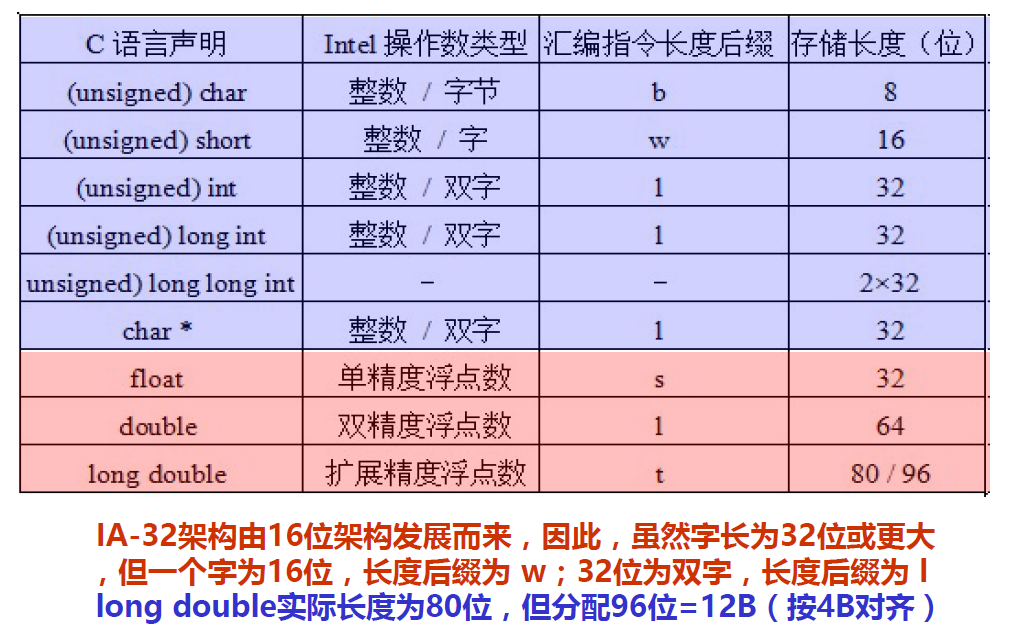 C 语言声明 Intel 操作数类型 汇编指令长度后缀 存储长度（位）
(unsigned) char 整数 / 字节 b 8
(unsigned) short 整数 / 字 w 16
(unsigned) int 整数 / 双字 l 32
(unsigned) long int 整数 / 双字 l 32
unsigned) long long int – – 2×32
char * 整数 / 双字 l 32
float 单精度浮点数 s 32
double 双精度浮点数 l 64
long double 扩展精度浮点数 t 80 / 96
IA-32架构由16位架构发展而来，因此，虽然字长为32位或更大
，但一个字为16位，长度后缀为 w；32位为双字，长度后缀为 l
long double实际长度为80位，但分配96位=12B（按4B对齐）